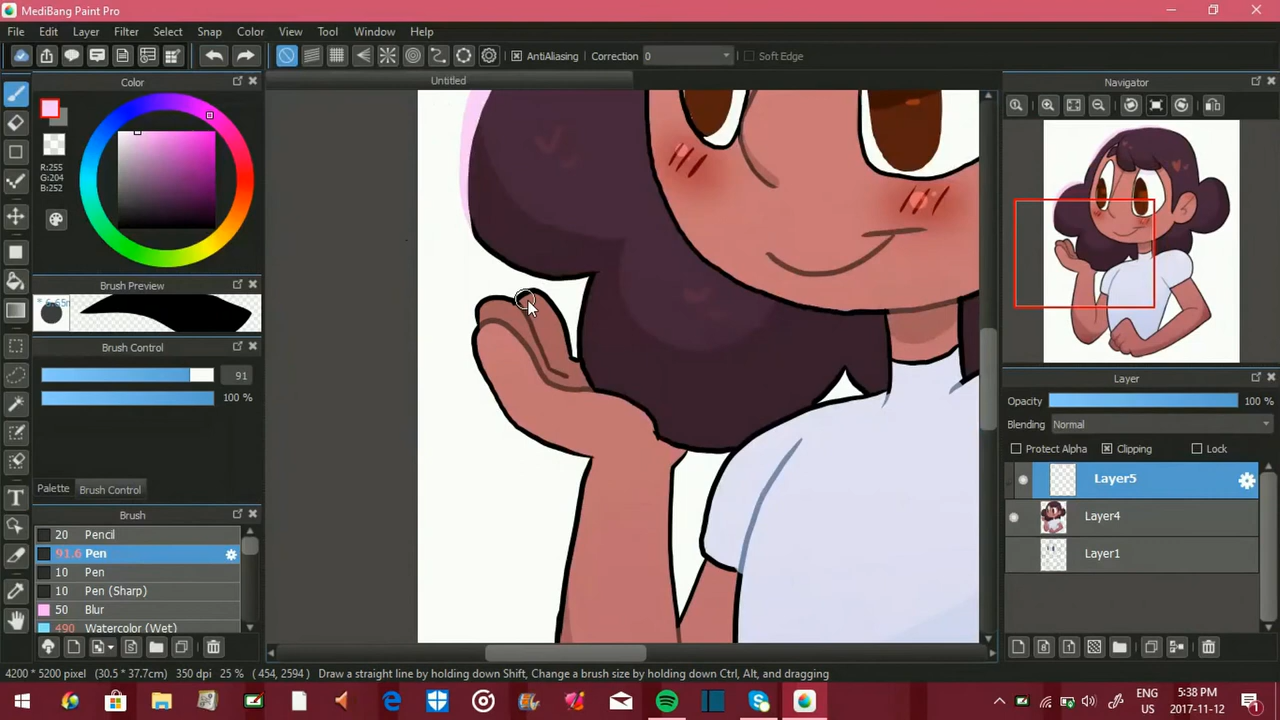 MediBang Paint Pro
File Edit Layer Filter Select Snap Color View Tool Window Help
AntiAliasing Correction 0 Soft Edge
Color
Untitled
Navigator
R:255
G:204
B:252
Brush Preview
Brush Control
91
100 %
Palette Brush Control
Brush
20 Pencil
91.6 Pen
10 Pen
10 Pen (Sharp)
50 Blur
490 Watercolor (Wet)
Layer
Opacity 100 %
Blending Normal
Protect Alpha Clipping Lock
Layer5
Layer4
Layer1
4200 * 5200 pixel (30.5 * 37.7cm) 350 dpi 25 % ( 454, 2594 ) Draw a straight line by holding down Shift, Change a brush size by holding down Ctrl, Alt, and dragging
ENG
US
5:38 PM
2017-11-12
1